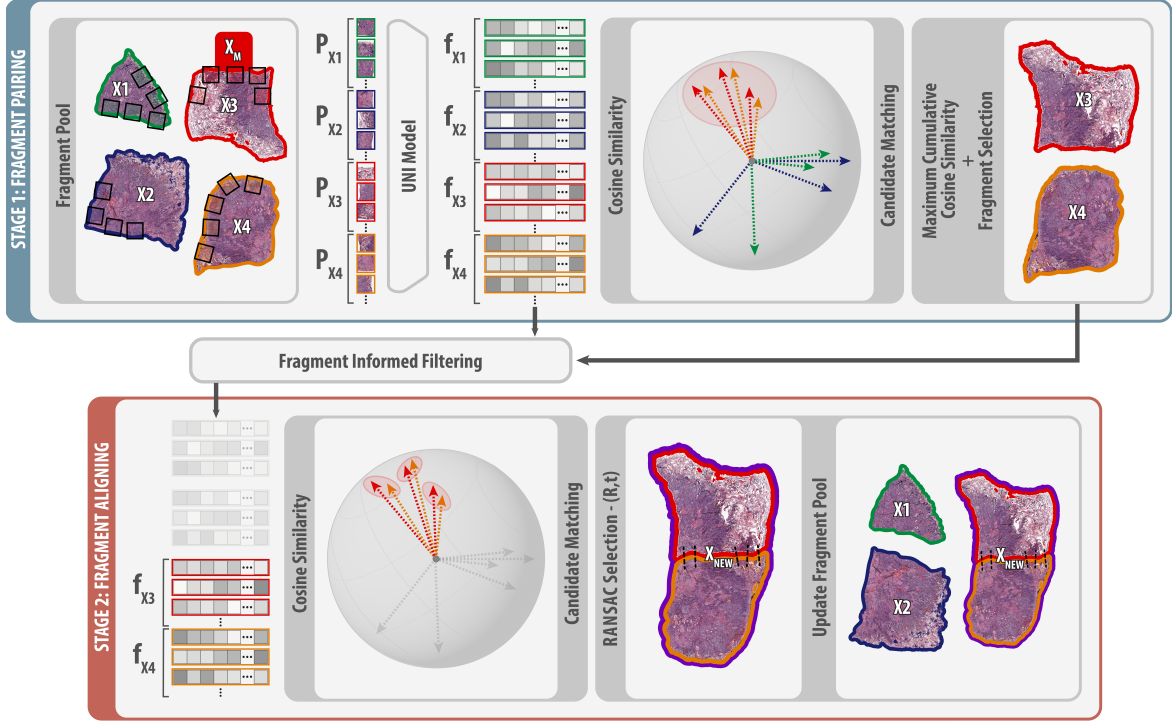 STAGE 1: FRAGMENT PAIRING
Fragment Pool
X1
XM
X3
X2
X4
PX1
PX2
PX3
PX4
UNI Model
fX1
fX2
fX3
fX4
Cosine Similarity
Candidate Matching
Maximum Cumulative
Cosine Similarity
+
Fragment Selection
X3
X4
Fragment Informed Filtering
STAGE 2: FRAGMENT ALIGNING
fX3
fX4
Cosine Similarity
Candidate Matching
RANSAC Selection - (R,t)
XNEW
Update Fragment Pool
X1
X2
XNEW